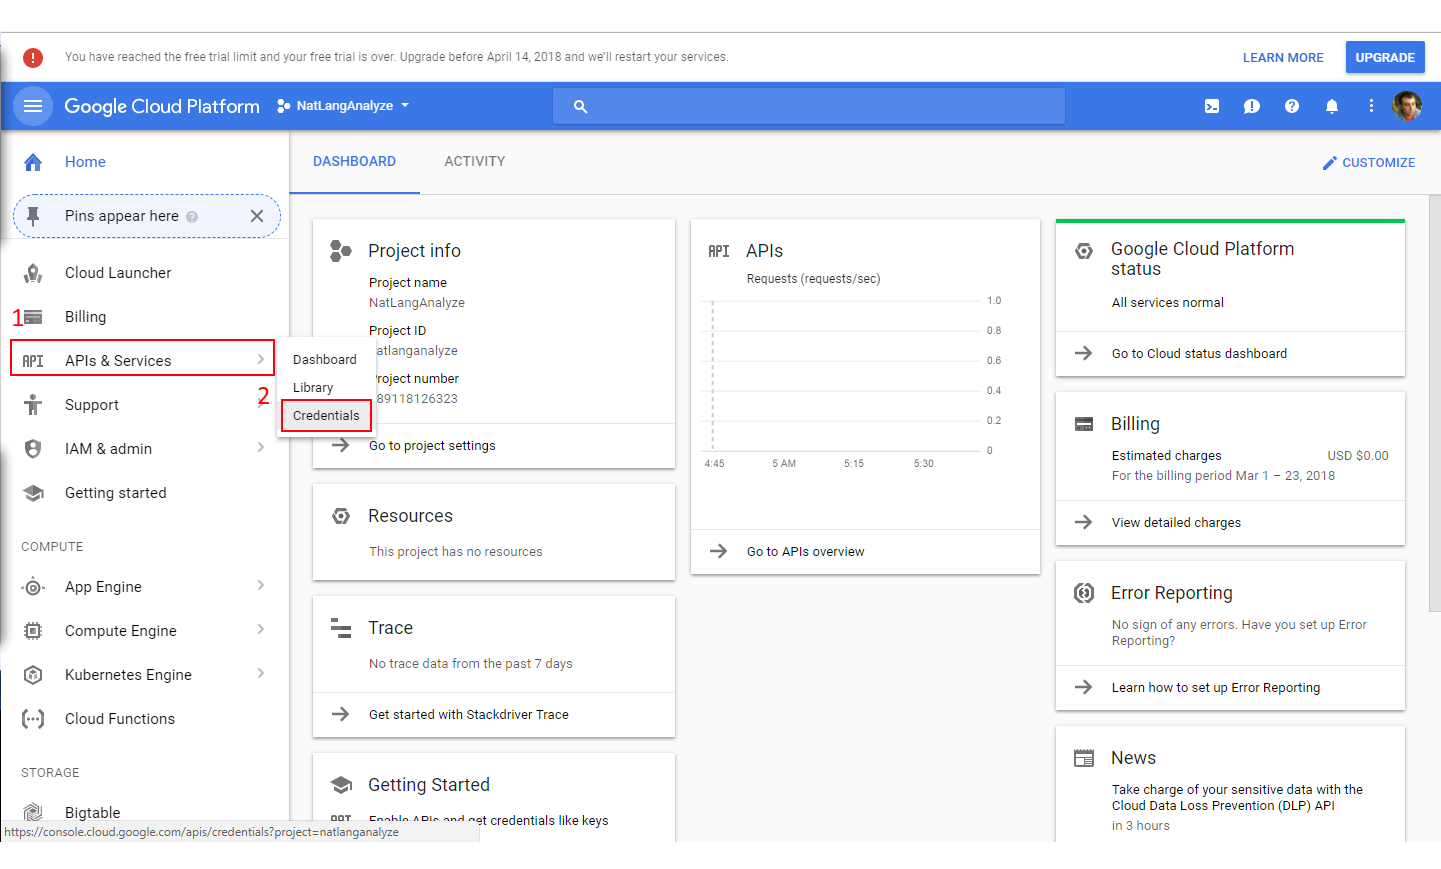 You have reached the free trial limit and your free trial is over. Upgrade before April 14, 2018 and we'll restart your services.
LEARN MORE
UPGRADE
Google Cloud Platform
NatLangAnalyze
Home
Pins appear here
Cloud Launcher
1
Billing
API
APIs & Services
2
Support
IAM & admin
Getting started
COMPUTE
App Engine
Compute Engine
Kubernetes Engine
Cloud Functions
STORAGE
Bigtable
https://console.cloud.google.com/apis/credentials?project=natlanganalyze
Dashboard
Library
Credentials
DASHBOARD
ACTIVITY
CUSTOMIZE
Project info
Project name
NatLangAnalyze
Project ID
atlanganalyze
roject number
89118126323
Go to project settings
Resources
This project has no resources
Trace
No trace data from the past 7 days
Get started with Stackdriver Trace
Getting Started
API
Enable APIs and get credentials like keys
API
APIs
Requests (requests/sec)
1.0
0.8
0.6
0.4
0.2
0
4:45
5 AM
5:15
5:30
Go to APIs overview
Google Cloud Platform
status
All services normal
Go to Cloud status dashboard
Billing
Estimated charges
USD $0.00
For the billing period Mar 1 – 23, 2018
View detailed charges
Error Reporting
No sign of any errors. Have you set up Error
Reporting?
Learn how to set up Error Reporting
News
Take charge of your sensitive data with the
Cloud Data Loss Prevention (DLP) API
in 3 hours